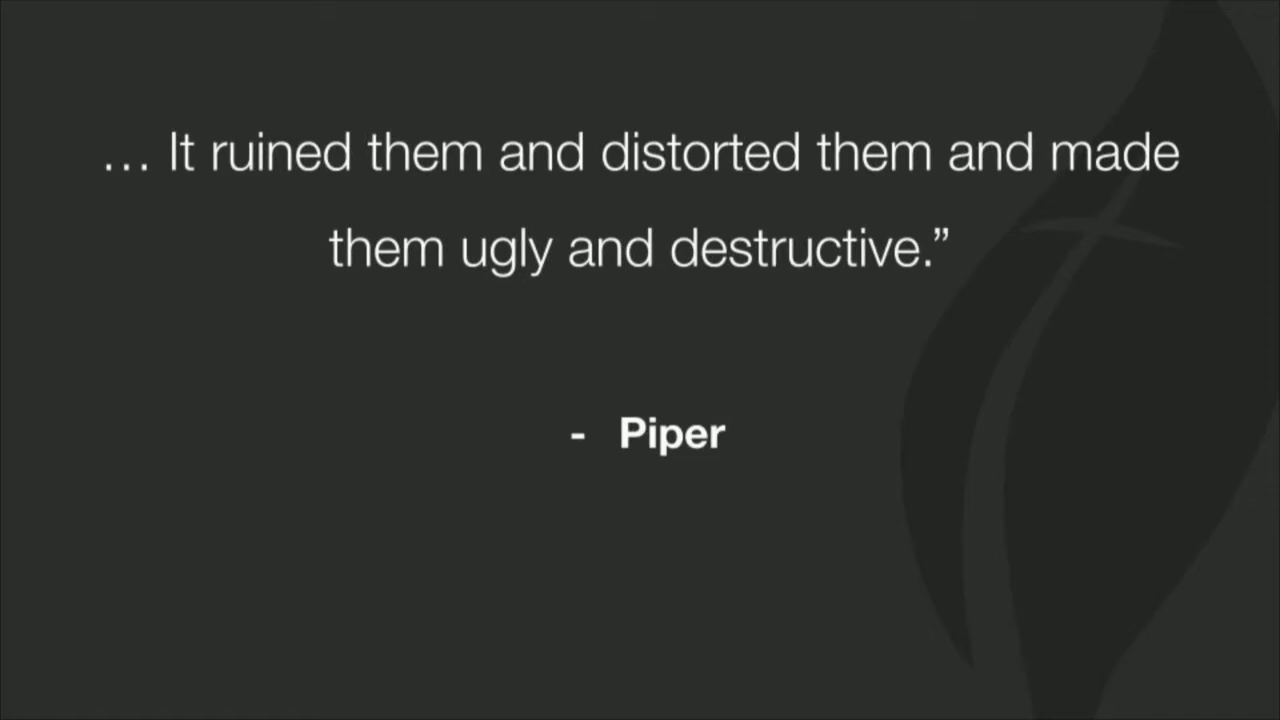 … It ruined them and distorted them and made
them ugly and destructive.”
- Piper